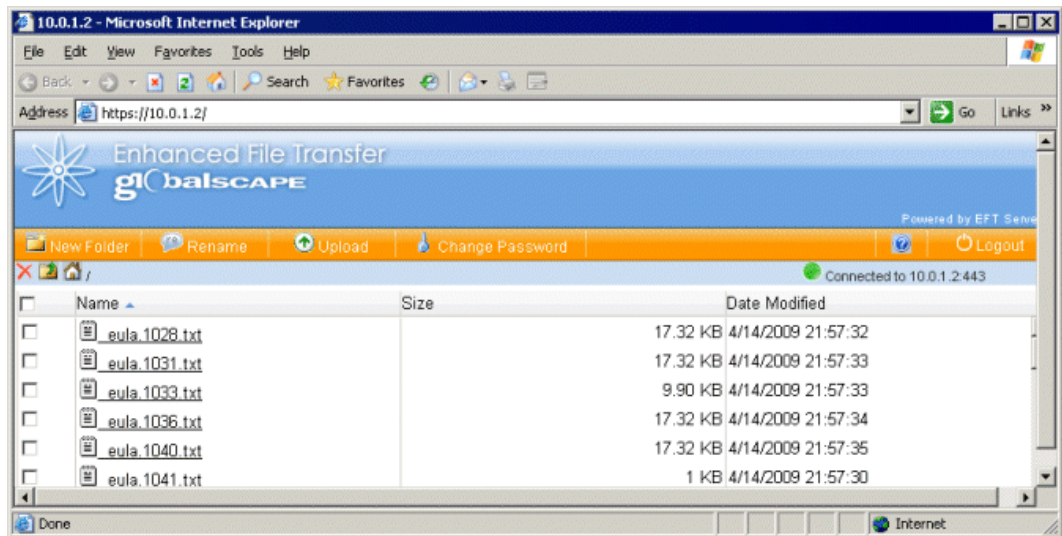 10.0.1.2 - Microsoft Internet Explorer
File Edit View Favorites Tools Help
Back Search Favorites
Address https://10.0.1.2/ Go Links »
Enhanced File Transfer
globalSCAPE
Powered by EFT Serve
New Folder Rename Upload Change Password Logout
/ Connected to 10.0.1.2:443
Name Size Date Modified
eula.1028.txt 17.32 KB 4/14/2009 21:57:32
eula.1031.txt 17.32 KB 4/14/2009 21:57:33
eula.1033.txt 9.90 KB 4/14/2009 21:57:33
eula.1036.txt 17.32 KB 4/14/2009 21:57:34
eula.1040.txt 17.32 KB 4/14/2009 21:57:35
eula.1041.txt 1 KB 4/14/2009 21:57:30
Done Internet